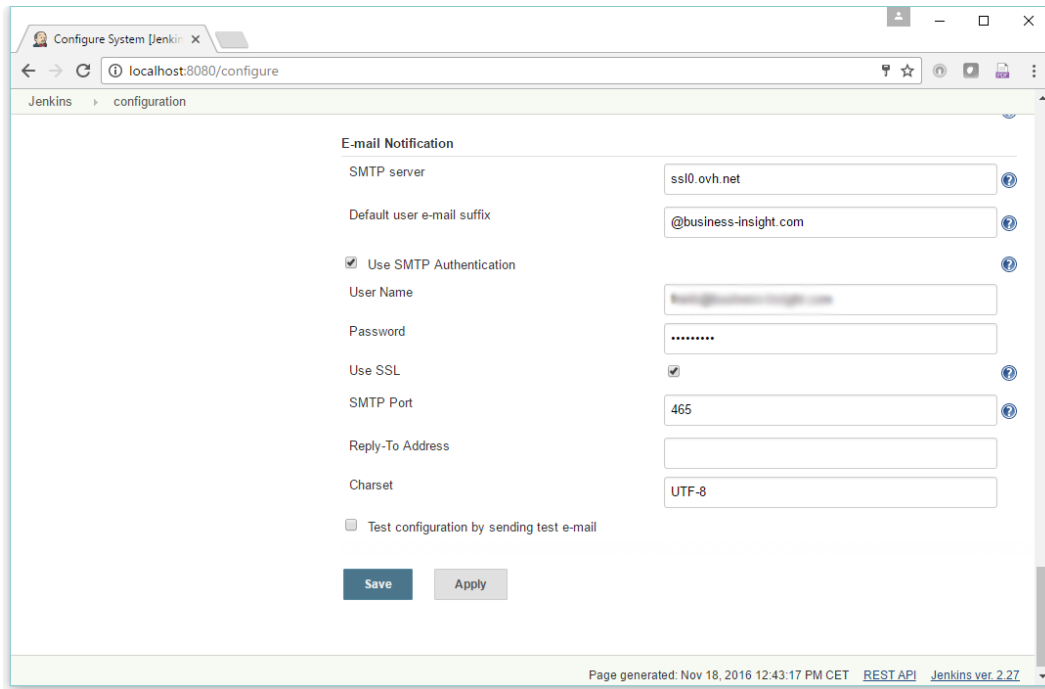 Configure System [Jenkin
localhost:8080/configure
Jenkins configuration
E-mail Notification
SMTP server
ssl0.ovh.net
Default user e-mail suffix
@business-insight.com
Use SMTP Authentication
User Name
Password
•••••••••
Use SSL
SMTP Port
465
Reply-To Address
Charset
UTF-8
Test configuration by sending test e-mail
Save Apply
Page generated: Nov 18, 2016 12:43:17 PM CET REST API Jenkins ver. 2.27